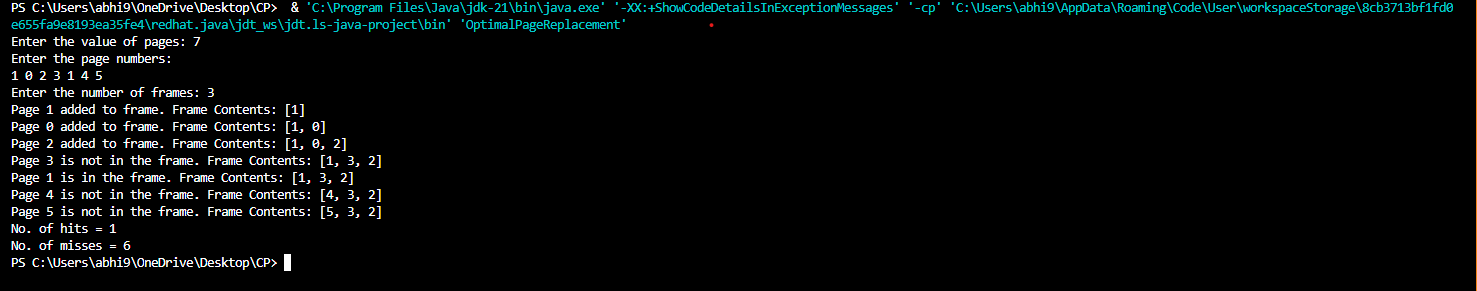 PS C:\Users\abhi9\OneDrive\Desktop\CP>  & 'C:\Program Files\Java\jdk-21\bin\java.exe' '-XX:+ShowCodeDetailsInExceptionMessages' '-cp' 'C:\Users\abhi9\AppData\Roaming\Code\User\workspaceStorage\8cb3713bf1fd0
e655fa9e8193ea35fe4\redhat.java\jdt_ws\jdt.ls-java-project\bin' 'OptimalPageReplacement'
Enter the value of pages: 7
Enter the page numbers:
1 0 2 3 1 4 5
Enter the number of frames: 3
Page 1 added to frame. Frame Contents: [1]
Page 0 added to frame. Frame Contents: [1, 0]
Page 2 added to frame. Frame Contents: [1, 0, 2]
Page 3 is not in the frame. Frame Contents: [1, 3, 2]
Page 1 is in the frame. Frame Contents: [1, 3, 2]
Page 4 is not in the frame. Frame Contents: [4, 3, 2]
Page 5 is not in the frame. Frame Contents: [5, 3, 2]
No. of hits = 1
No. of misses = 6
PS C:\Users\abhi9\OneDrive\Desktop\CP>